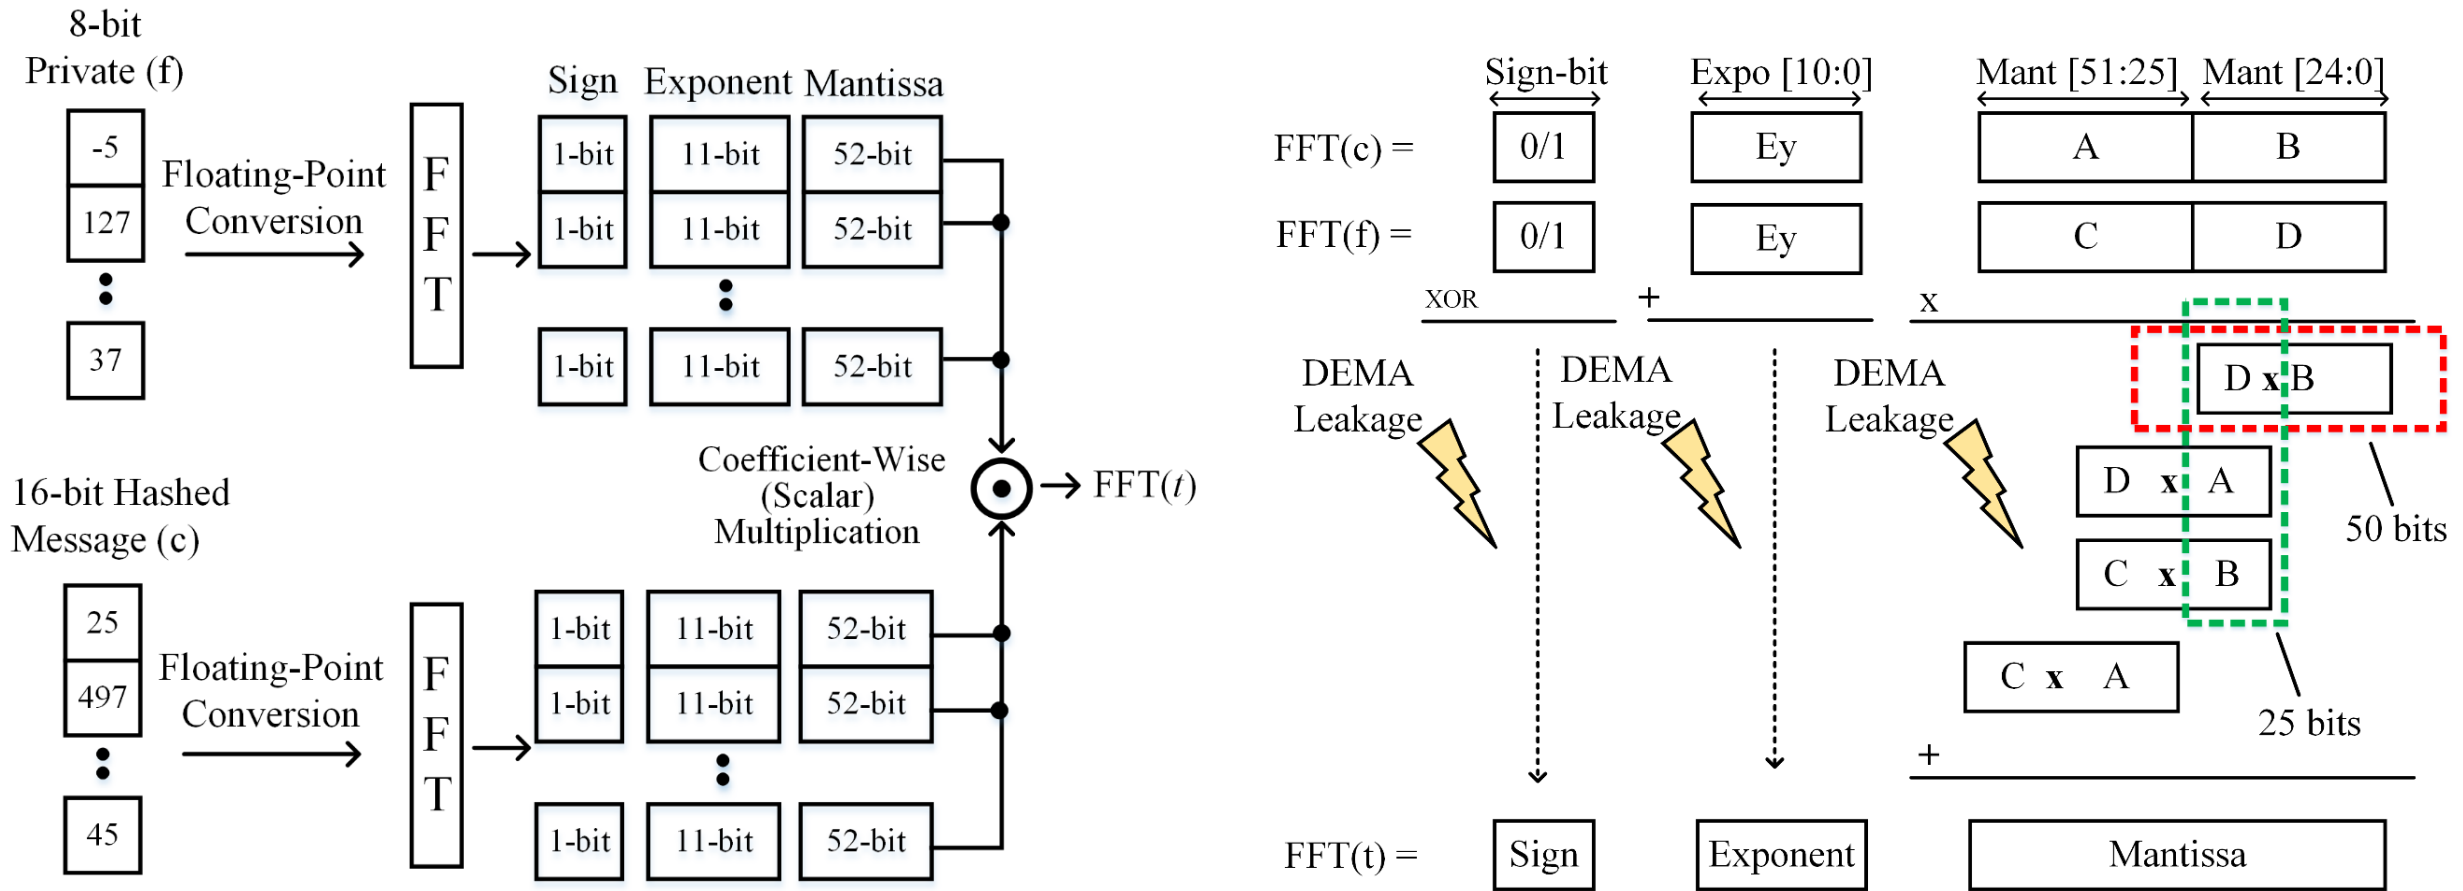 8-bit
Private (f)
-5
127
37
Floating-Point
Conversion
F
F
T
Sign Exponent Mantissa
1-bit 11-bit 52-bit
1-bit 11-bit 52-bit
1-bit 11-bit 52-bit
Coefficient-Wise
(Scalar)
Multiplication
FFT(t)
16-bit Hashed
Message (c)
25
497
45
Floating-Point
Conversion
F
F
T
1-bit 11-bit 52-bit
1-bit 11-bit 52-bit
1-bit 11-bit 52-bit
Sign-bit Expo [10:0] Mant [51:25] Mant [24:0]
FFT(c) = 0/1 Ey A B
FFT(f) = 0/1 Ey C D
XOR + x
DEMA
Leakage
DEMA
Leakage
DEMA
Leakage
D x B
D x A
50 bits
C x B
C x A
25 bits
+
FFT(t) = Sign Exponent Mantissa